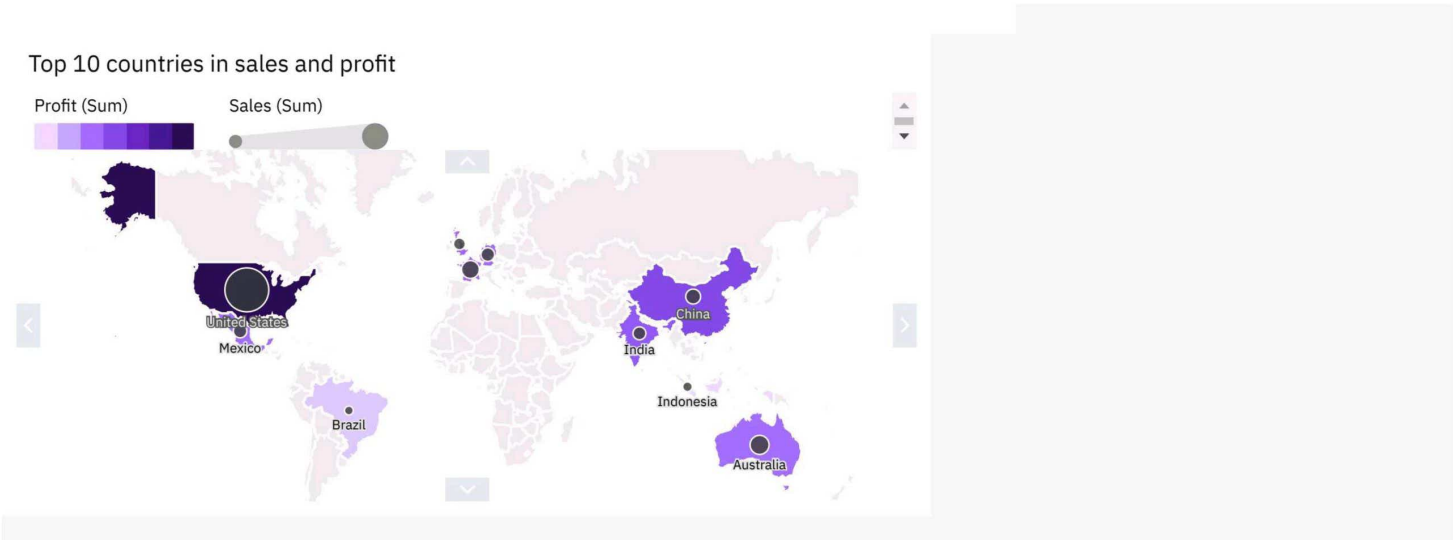 Top 10 countries in sales and profit
Profit (Sum)
Sales (Sum)
United States
Mexico
Brazil
China
India
Indonesia
Australia